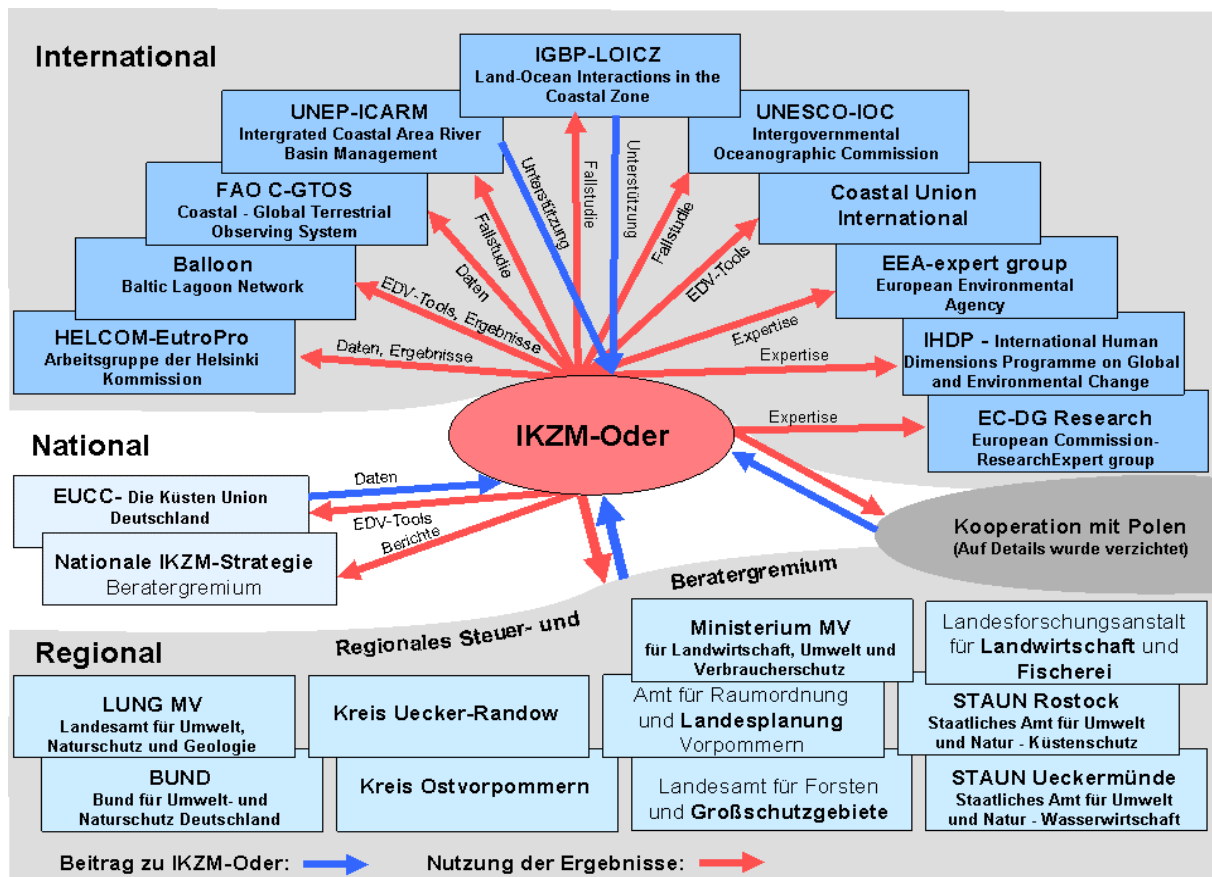 International
IGBP-LOICZ
Land-Ocean Interactions in the
Coastal Zone
UNEP-ICARM
Intergrated Coastal Area River
Basin Management
UNESCO-IOC
Intergovernmental
Oceanographic Commission
FAO C-GTOS
Coastal - Global Terrestrial
Observing System
Coastal Union
International
Balloon
Baltic Lagoon Network
EEA-expert group
European Environmental
Agency
HELCOM-EutroPro
Arbeitsgruppe der Helsinki
Kommission
IHDP - International Human
Dimensions Programme on Global
and Environmental Change
EC-DG Research
European Commission-
ResearchExpert group
Daten, Ergebnisse
EDV-Tools, Ergebnisse
Daten
Fallstudie
Unterstützung
Fallstudie
Unterstützung
Fallstudie
EDV-Tools
Expertise
Expertise
Expertise
IKZM-Oder
National
EUCC- Die Küsten Union
Deutschland
Nationale IKZM-Strategie
Beratergremium
Daten
EDV-Tools
Berichte
Kooperation mit Polen
(Auf Details wurde verzichtet)
Regionales Steuer- und
Beratergremium
Regional
LUNG MV
Landesamt für Umwelt,
Naturschutz und Geologie
BUND
Bund für Umwelt- und
Naturschutz Deutschland
Kreis Uecker-Randow
Kreis Ostvorpommern
Ministerium MV
für Landwirtschaft, Umwelt und
Verbraucherschutz
Amt für Raumordnung
und Landesplanung
Vorpommern
Landesamt für Forsten
und Großschutzgebiete
Landesforschungsanstalt
für Landwirtschaft und
Fischerei
STAUN Rostock
Staatliches Amt für Umwelt
und Natur - Küstenschutz
STAUN Ueckermünde
Staatliches Amt für Umwelt
und Natur - Wasserwirtschaft
Beitrag zu IKZM-Oder:
Nutzung der Ergebnisse: